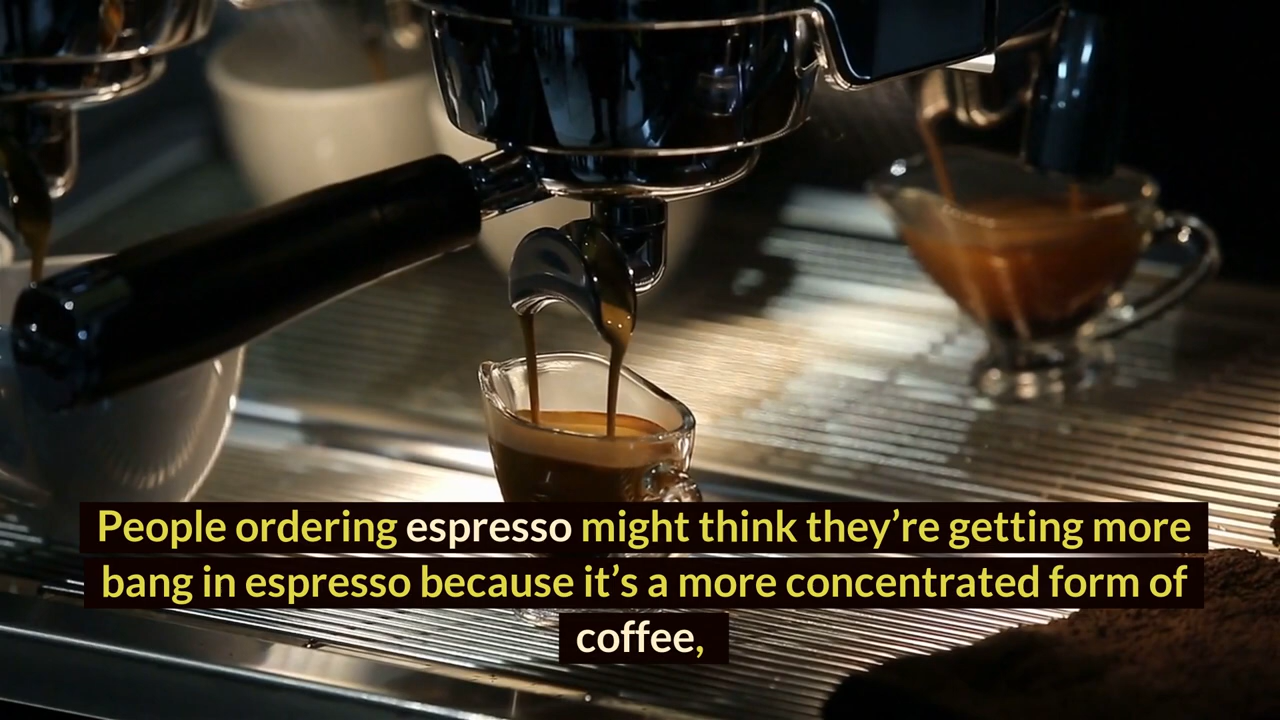 People ordering espresso might think they’re getting more
bang in espresso because it’s a more concentrated form of
coffee,